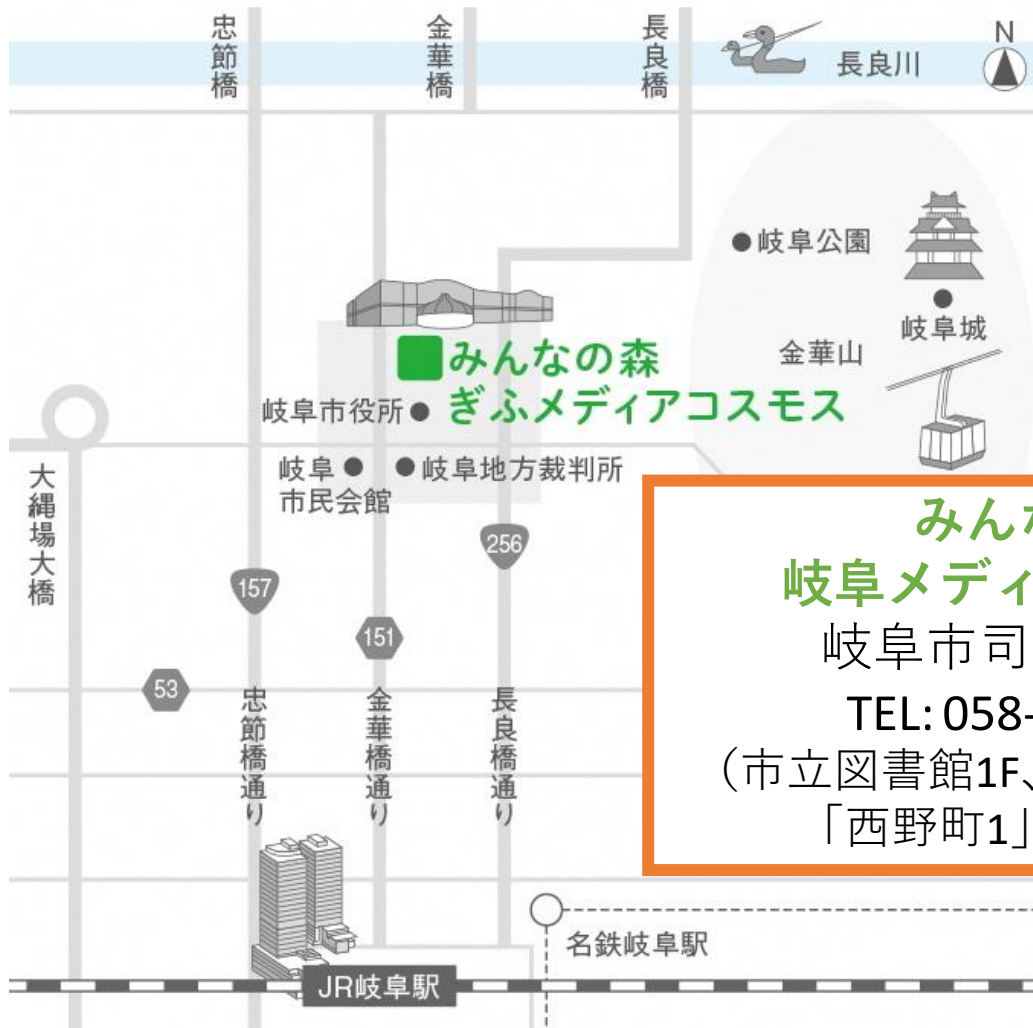 忠節橋
金華橋
長良橋
長良川
N
岐阜公園
岐阜城
金華山
みんなの森
ぎふメディアコスモス
岐阜市役所
岐阜
市民会館
岐阜地方裁判所
大縄場大橋
256
157
151
53
忠節橋通り
金華橋通り
長良橋通り
みん
岐阜メディ
岐阜市司
TEL: 058-
（市立図書館1F、
「西野町1」
名鉄岐阜駅
JR岐阜駅